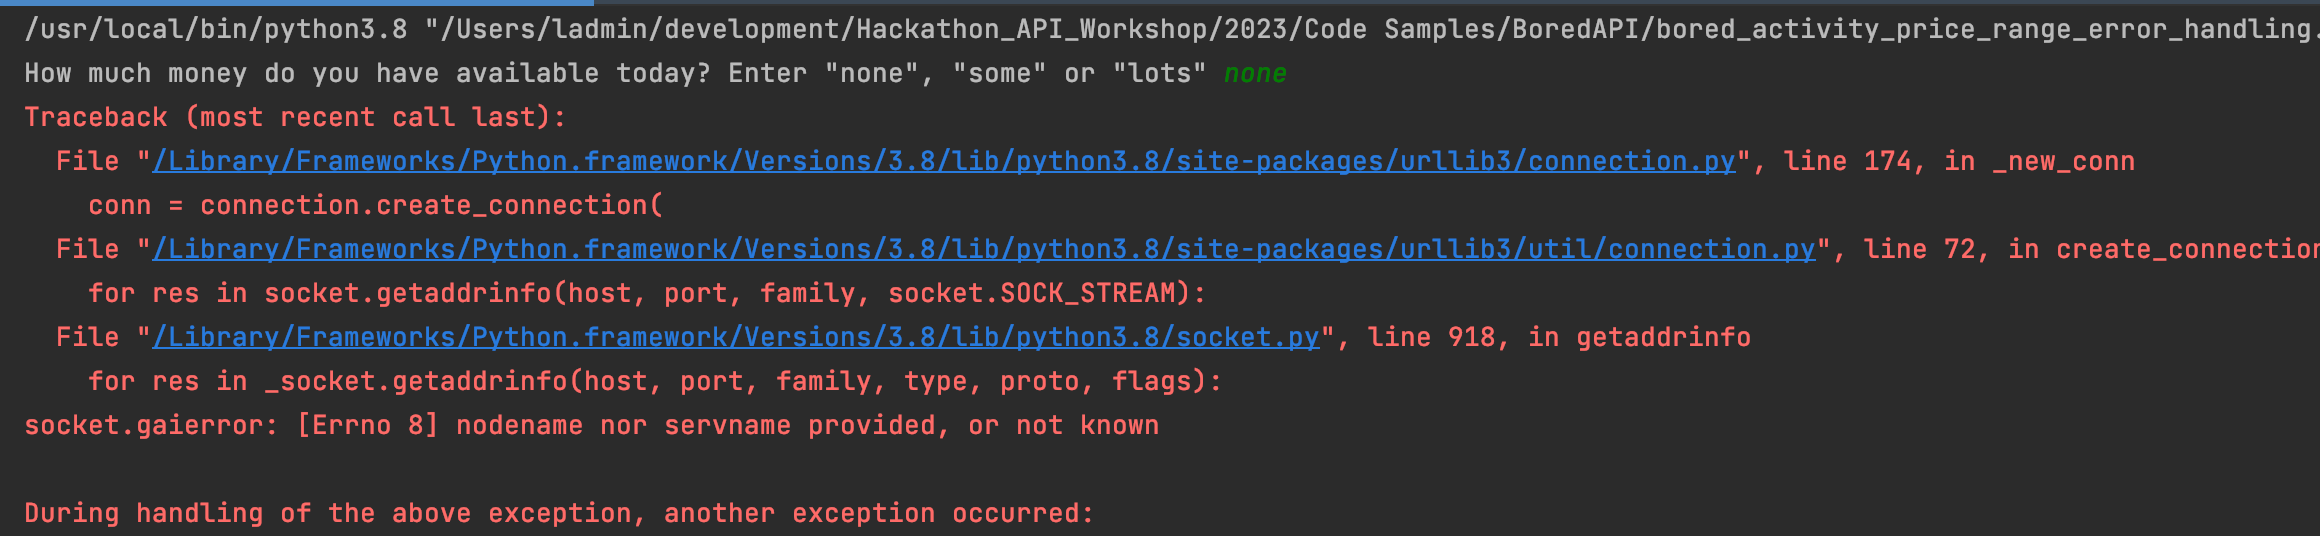 /usr/local/bin/python3.8 "/Users/ladmin/development/Hackathon_API_Workshop/2023/Code Samples/BoredAPI/bored_activity_price_range_error_handling.
How much money do you have available today? Enter "none", "some" or "lots" none
Traceback (most recent call last):
  File "/Library/Frameworks/Python.framework/Versions/3.8/lib/python3.8/site-packages/urllib3/connection.py", line 174, in _new_conn
    conn = connection.create_connection(
  File "/Library/Frameworks/Python.framework/Versions/3.8/lib/python3.8/site-packages/urllib3/util/connection.py", line 72, in create_connection
    for res in socket.getaddrinfo(host, port, family, socket.SOCK_STREAM):
  File "/Library/Frameworks/Python.framework/Versions/3.8/lib/python3.8/socket.py", line 918, in getaddrinfo
    for res in _socket.getaddrinfo(host, port, family, type, proto, flags):
socket.gaierror: [Errno 8] nodename nor servname provided, or not known
During handling of the above exception, another exception occurred: